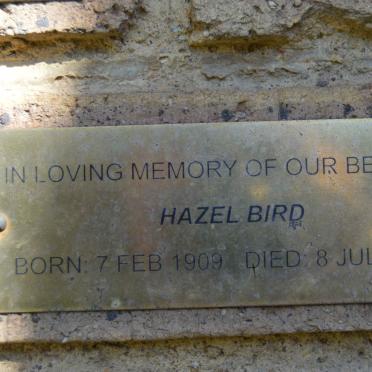 IN LOVING MEMORY OF OUR BE
HAZEL BIRD
BORN: 7 FEB 1909 DIED: 8 JUL